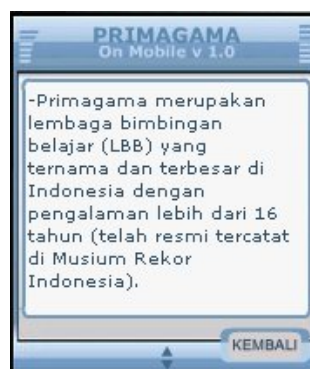 PRIMAGAMA
On Mobile v 1.0
-Primagama merupakan
lembaga bimbingan
belajar (LBB) yang
ternama dan terbesar di
Indonesia dengan
pengalaman lebih dari 16
tahun (telah resmi tercatat
di Musium Rekor
Indonesia).
KEMBALI